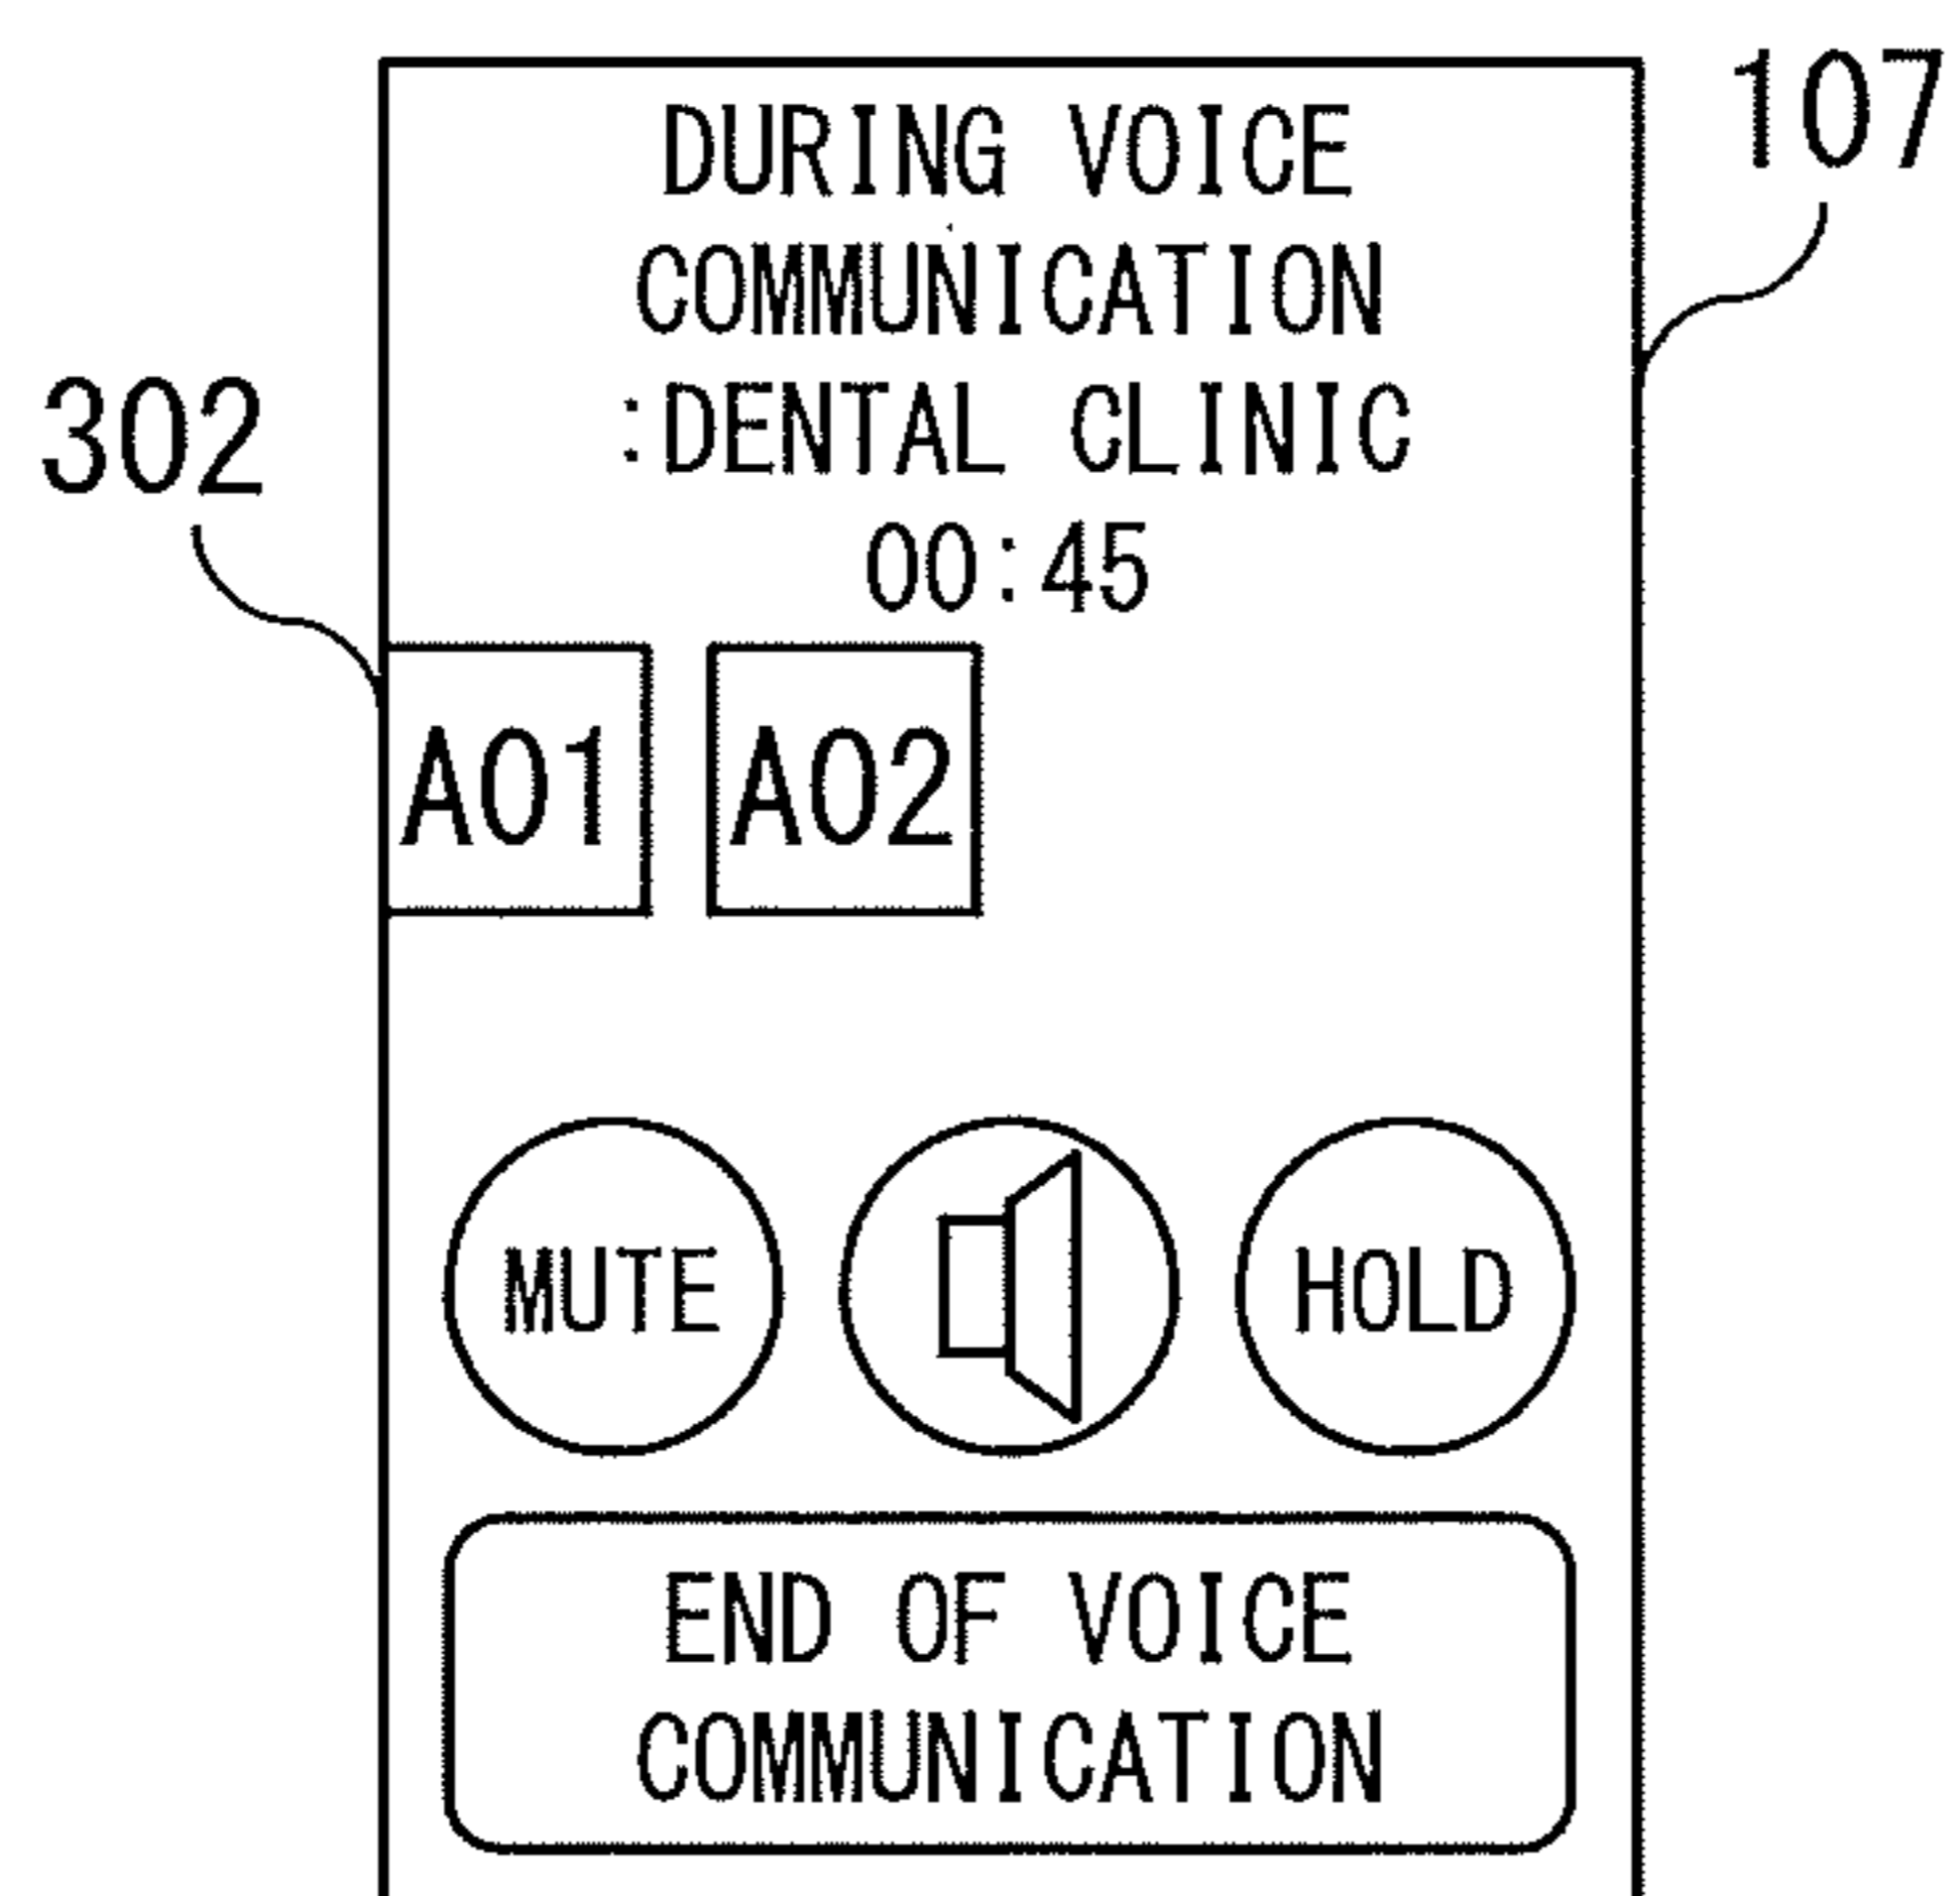 107
DURING VOICE
COMMUNICATION
:DENTAL CLINIC
00:45
302
A01 A02
MUTE HOLD
END OF VOICE
COMMUNICATION